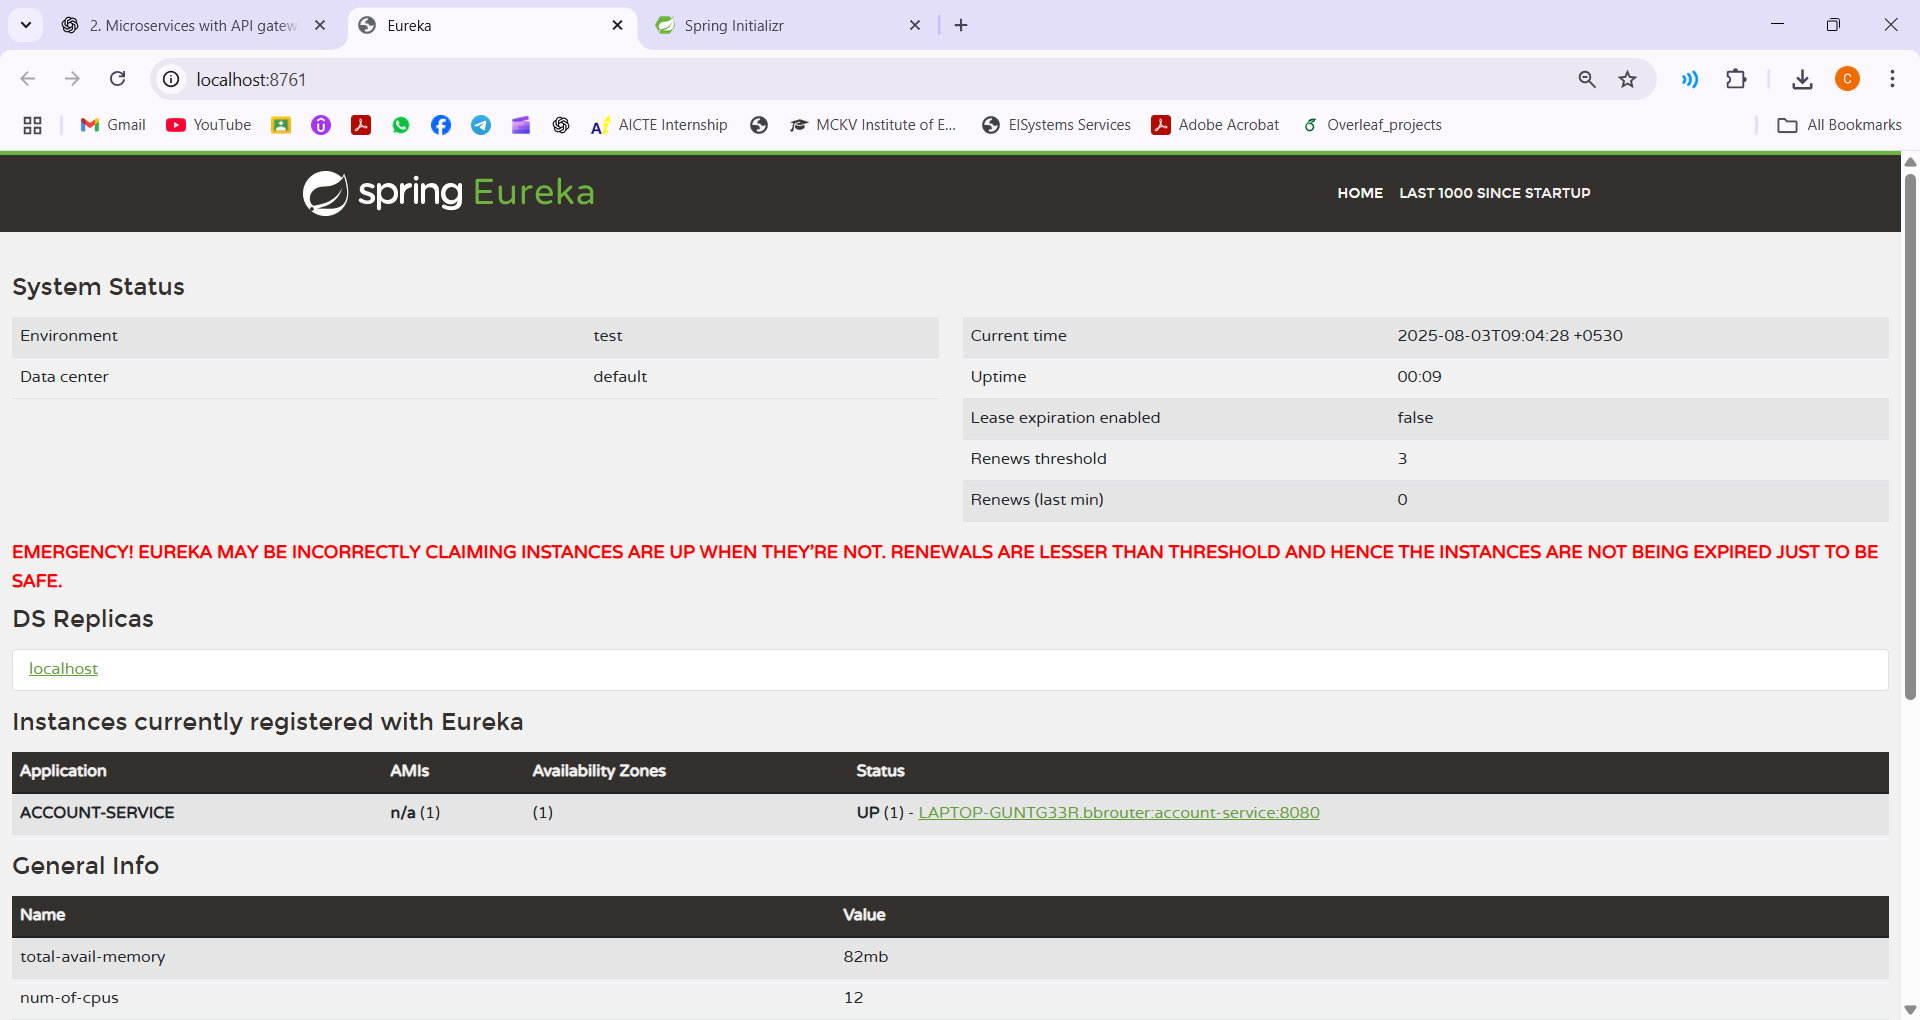 2. Microservices with API gatew
Eureka
Spring Initializr
localhost:8761
Gmail
YouTube
AICTE Internship
MCKV Institute of E...
EISystems Services
Adobe Acrobat
Overleaf_projects
All Bookmarks
C
spring Eureka
HOME LAST 1000 SINCE STARTUP
System Status
Environment test
Data center default
Current time 2025-08-03T09:04:28 +0530
Uptime 00:09
Lease expiration enabled false
Renews threshold 3
Renews (last min) 0
EMERGENCY! EUREKA MAY BE INCORRECTLY CLAIMING INSTANCES ARE UP WHEN THEY'RE NOT. RENEWALS ARE LESSER THAN THRESHOLD AND HENCE THE INSTANCES ARE NOT BEING EXPIRED JUST TO BE
SAFE.
DS Replicas
localhost
Instances currently registered with Eureka
Application AMIs Availability Zones Status
ACCOUNT-SERVICE n/a (1) (1) UP (1) - LAPTOP-GUNTG33R.bbrouter:account-service:8080
General Info
Name Value
total-avail-memory 82mb
num-of-cpus 12